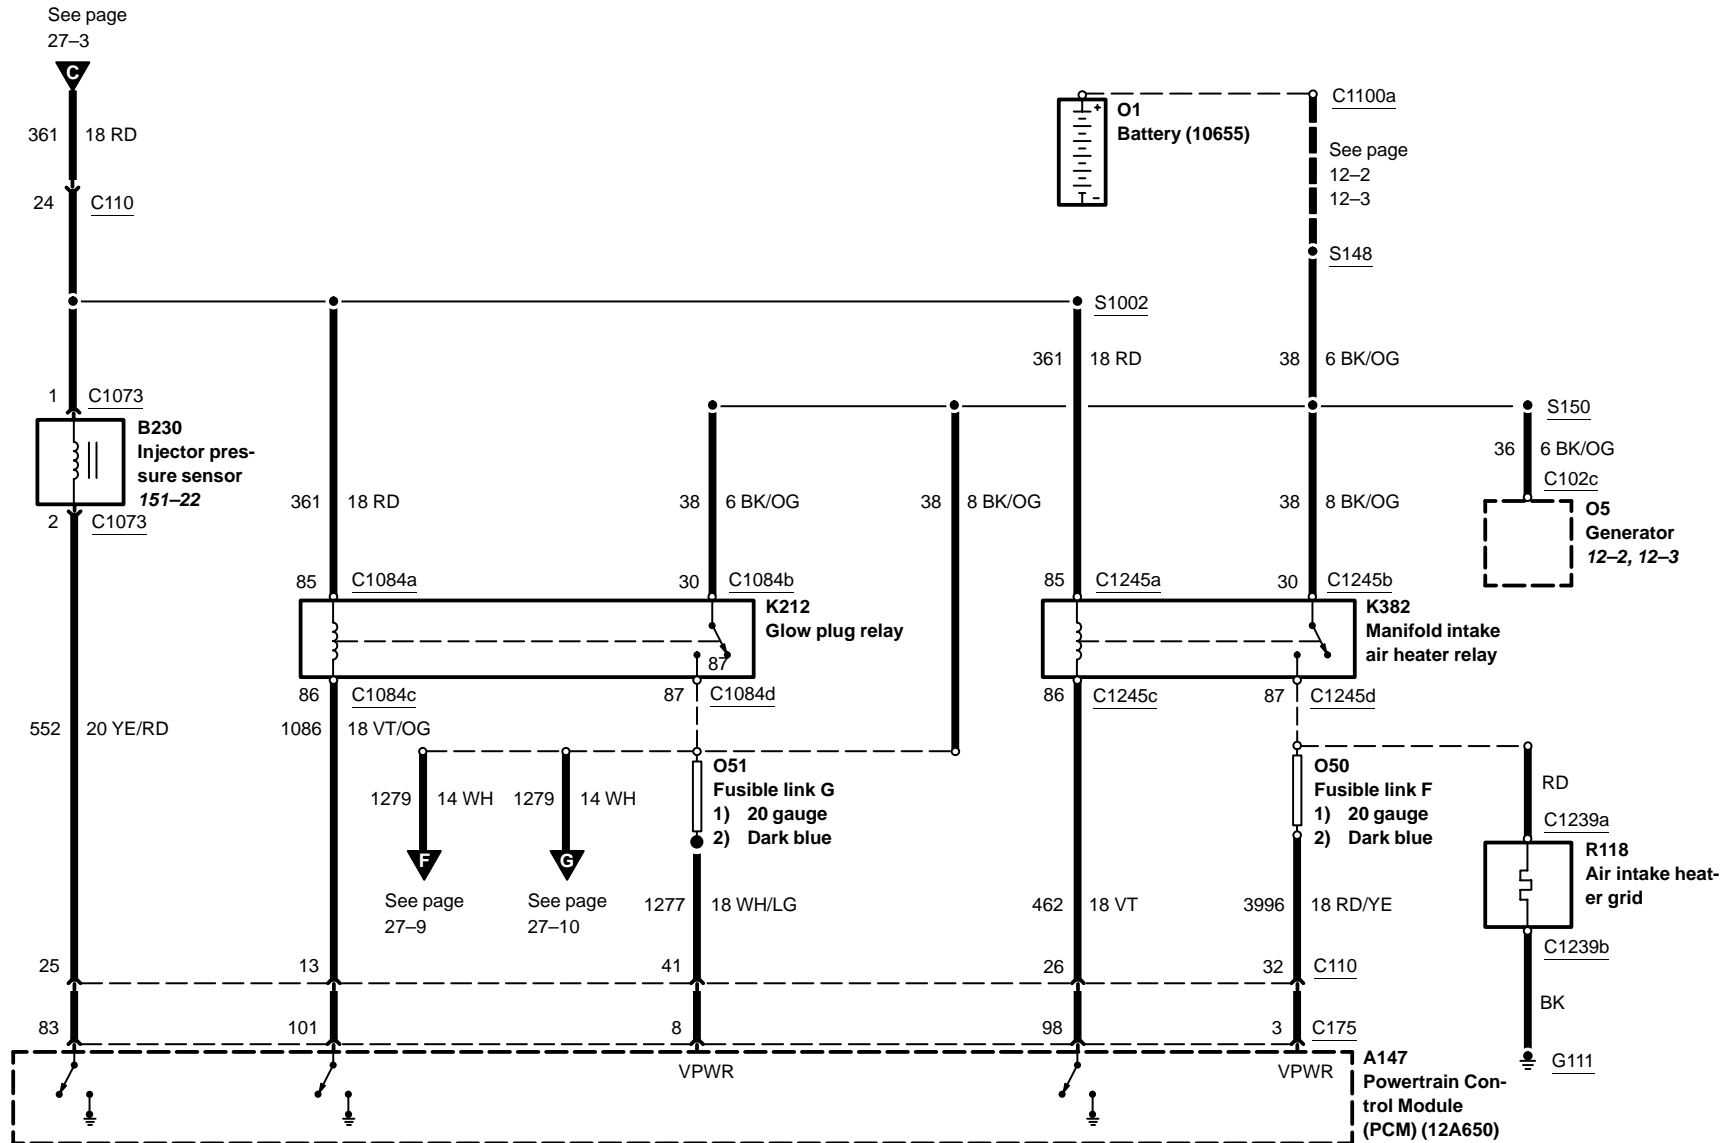 See page
27–3
C
361 18 RD
24 C110
O1
Battery (10655)
+
–
C1100a
See page
12–2
12–3
S148
S1002
361 18 RD
38 6 BK/OG
1 C1073
B230
Injector pres-
sure sensor
151–22
2 C1073
S150
36 6 BK/OG
C102c
O5
Generator
12–2, 12–3
361 18 RD
38 6 BK/OG
38 8 BK/OG
38 8 BK/OG
85 C1084a
30 C1084b
85 C1245a
30 C1245b
K212
Glow plug relay
87
K382
Manifold intake
air heater relay
86 C1084c
87 C1084d
86 C1245c
87 C1245d
552 20 YE/RD
1086 18 VT/OG
1279 14 WH
1279 14 WH
O51
Fusible link G
1) 20 gauge
2) Dark blue
O50
Fusible link F
1) 20 gauge
2) Dark blue
RD
C1239a
R118
Air intake heat-
er grid
F
See page
27–9
G
See page
27–10
1277 18 WH/LG
462 18 VT
3996 18 RD/YE
C1239b
25 13 41 26 32 C110
BK
83 101 8 98 3 C175
G111
VPWR
VPWR
A147
Powertrain Con-
trol Module
(PCM) (12A650)